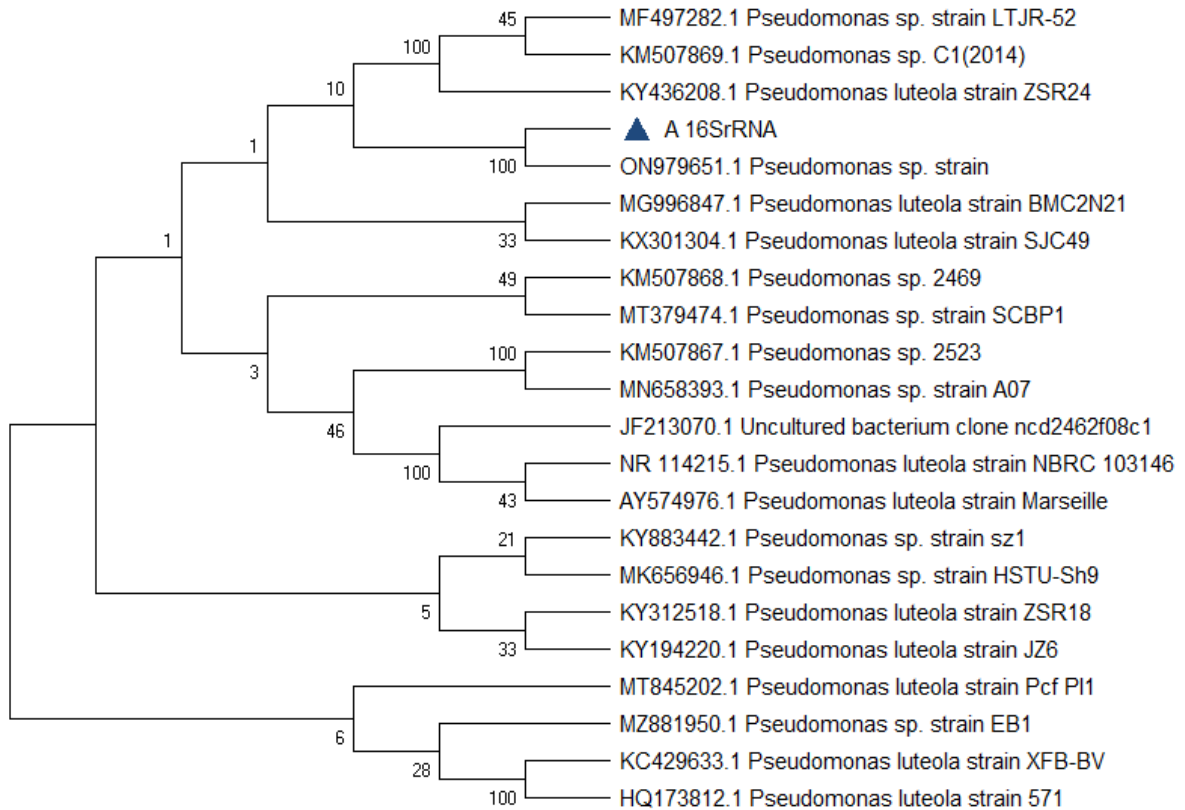 45
MF497282.1 Pseudomonas sp. strain LTJR-52
100
KM507869.1 Pseudomonas sp. C1(2014)
10
KY436208.1 Pseudomonas luteola strain ZSR24
A 16SrRNA
1
100
ON979651.1 Pseudomonas sp. strain
MG996847.1 Pseudomonas luteola strain BMC2N21
1
33
KX301304.1 Pseudomonas luteola strain SJC49
49
KM507868.1 Pseudomonas sp. 2469
MT379474.1 Pseudomonas sp. strain SCBP1
3
100
KM507867.1 Pseudomonas sp. 2523
MN658393.1 Pseudomonas sp. strain A07
46
JF213070.1 Uncultured bacterium clone ncd2462f08c1
100
NR 114215.1 Pseudomonas luteola strain NBRC 103146
43
AY574976.1 Pseudomonas luteola strain Marseille
21
KY883442.1 Pseudomonas sp. strain sz1
MK656946.1 Pseudomonas sp. strain HSTU-Sh9
5
KY312518.1 Pseudomonas luteola strain ZSR18
33
KY194220.1 Pseudomonas luteola strain JZ6
MT845202.1 Pseudomonas luteola strain Pcf Pl1
6
MZ881950.1 Pseudomonas sp. strain EB1
28
KC429633.1 Pseudomonas luteola strain XFB-BV
100
HQ173812.1 Pseudomonas luteola strain 571